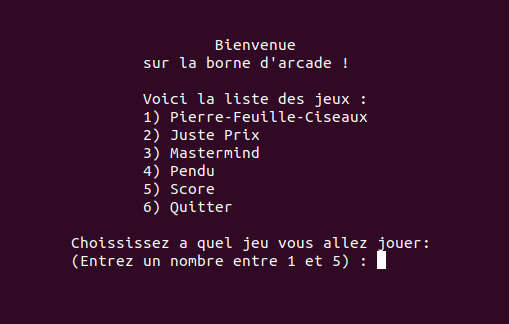 Bienvenue
sur la borne d'arcade !
Voici la liste des jeux :
1) Pierre-Feuille-Ciseaux
2) Juste Prix
3) Mastermind
4) Pendu
5) Score
6) Quitter
Choississez a quel jeu vous allez jouer:
(Entrez un nombre entre 1 et 5) :